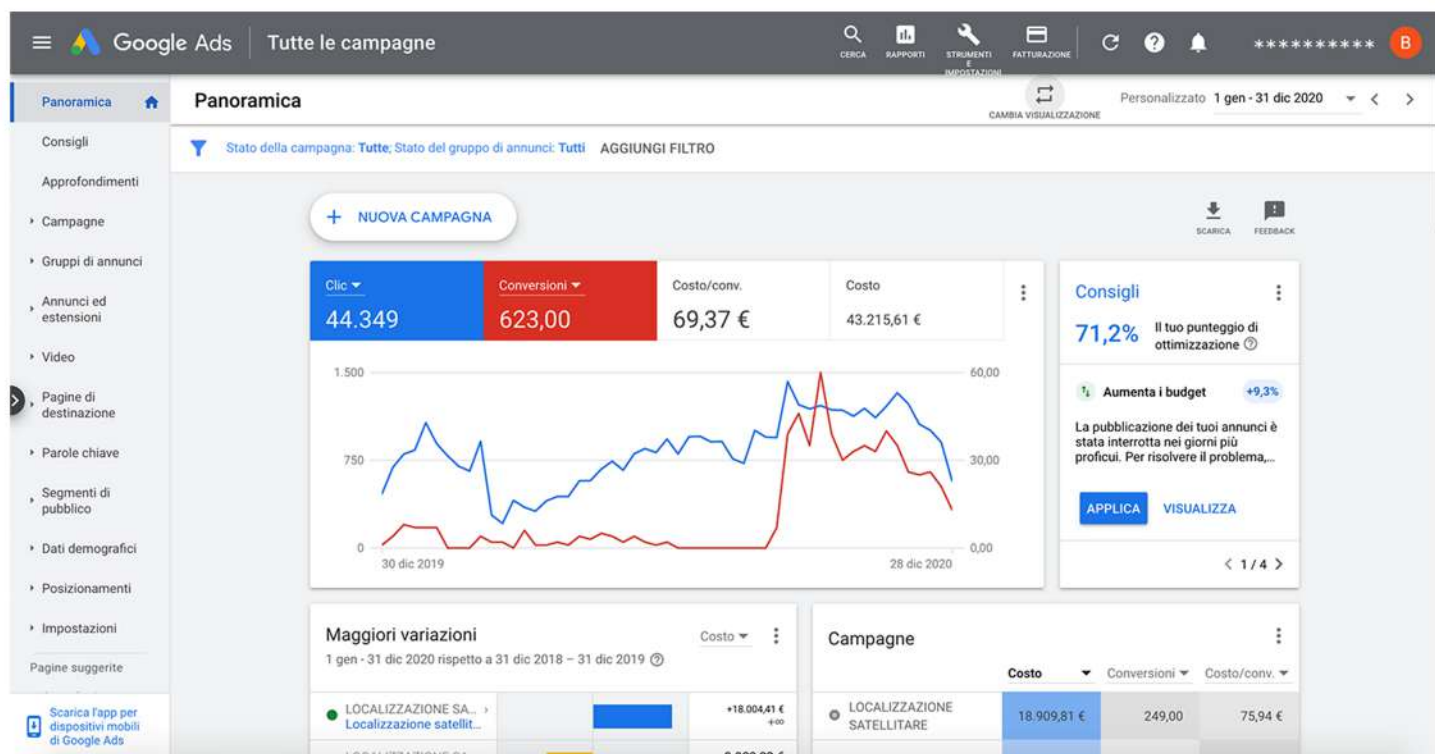 Google Ads Tutte le campagne CERCA RAPPORTI STRUMENTI E IMPOSTAZIONI FATTURAZIONE ********** B
Panoramica
Consigli
Approfondimenti
Campagne
Gruppi di annunci
Annunci ed
estensioni
Video
Pagine di
destinazione
Parole chiave
Segmenti di
pubblico
Dati demografici
Posizionamenti
Impostazioni
Pagine suggerite
Scarica l'app per
dispositivi mobili
di Google Ads
Panoramica
CAMBIA VISUALIZZAZIONE
Personalizzato 1 gen - 31 dic 2020
Stato della campagna: Tutte; Stato del gruppo di annunci: Tutti AGGIUNGI FILTRO
+ NUOVA CAMPAGNA
SCARICA FEEDBACK
Clic Conversioni Costo/conv. Costo
44.349 623,00 69,37 € 43.215,61 €
1.500 60,00
750 30,00
0 0,00
30 dic 2019 28 dic 2020
Consigli
71,2% Il tuo punteggio di
ottimizzazione
Aumenta i budget +9,3%
La pubblicazione dei tuoi annunci è
stata interrotta nei giorni più
proficui. Per risolvere il problema,...
APPLICA VISUALIZZA
1 / 4
Maggiori variazioni Costo
1 gen - 31 dic 2020 rispetto a 31 dic 2018 – 31 dic 2019
LOCALIZZAZIONE SA... +18.004,41 €
Localizzazione satellit... +∞
Campagne
Costo Conversioni Costo/conv.
LOCALIZZAZIONE
SATELLITARE 18.909,81 € 249,00 75,94 €